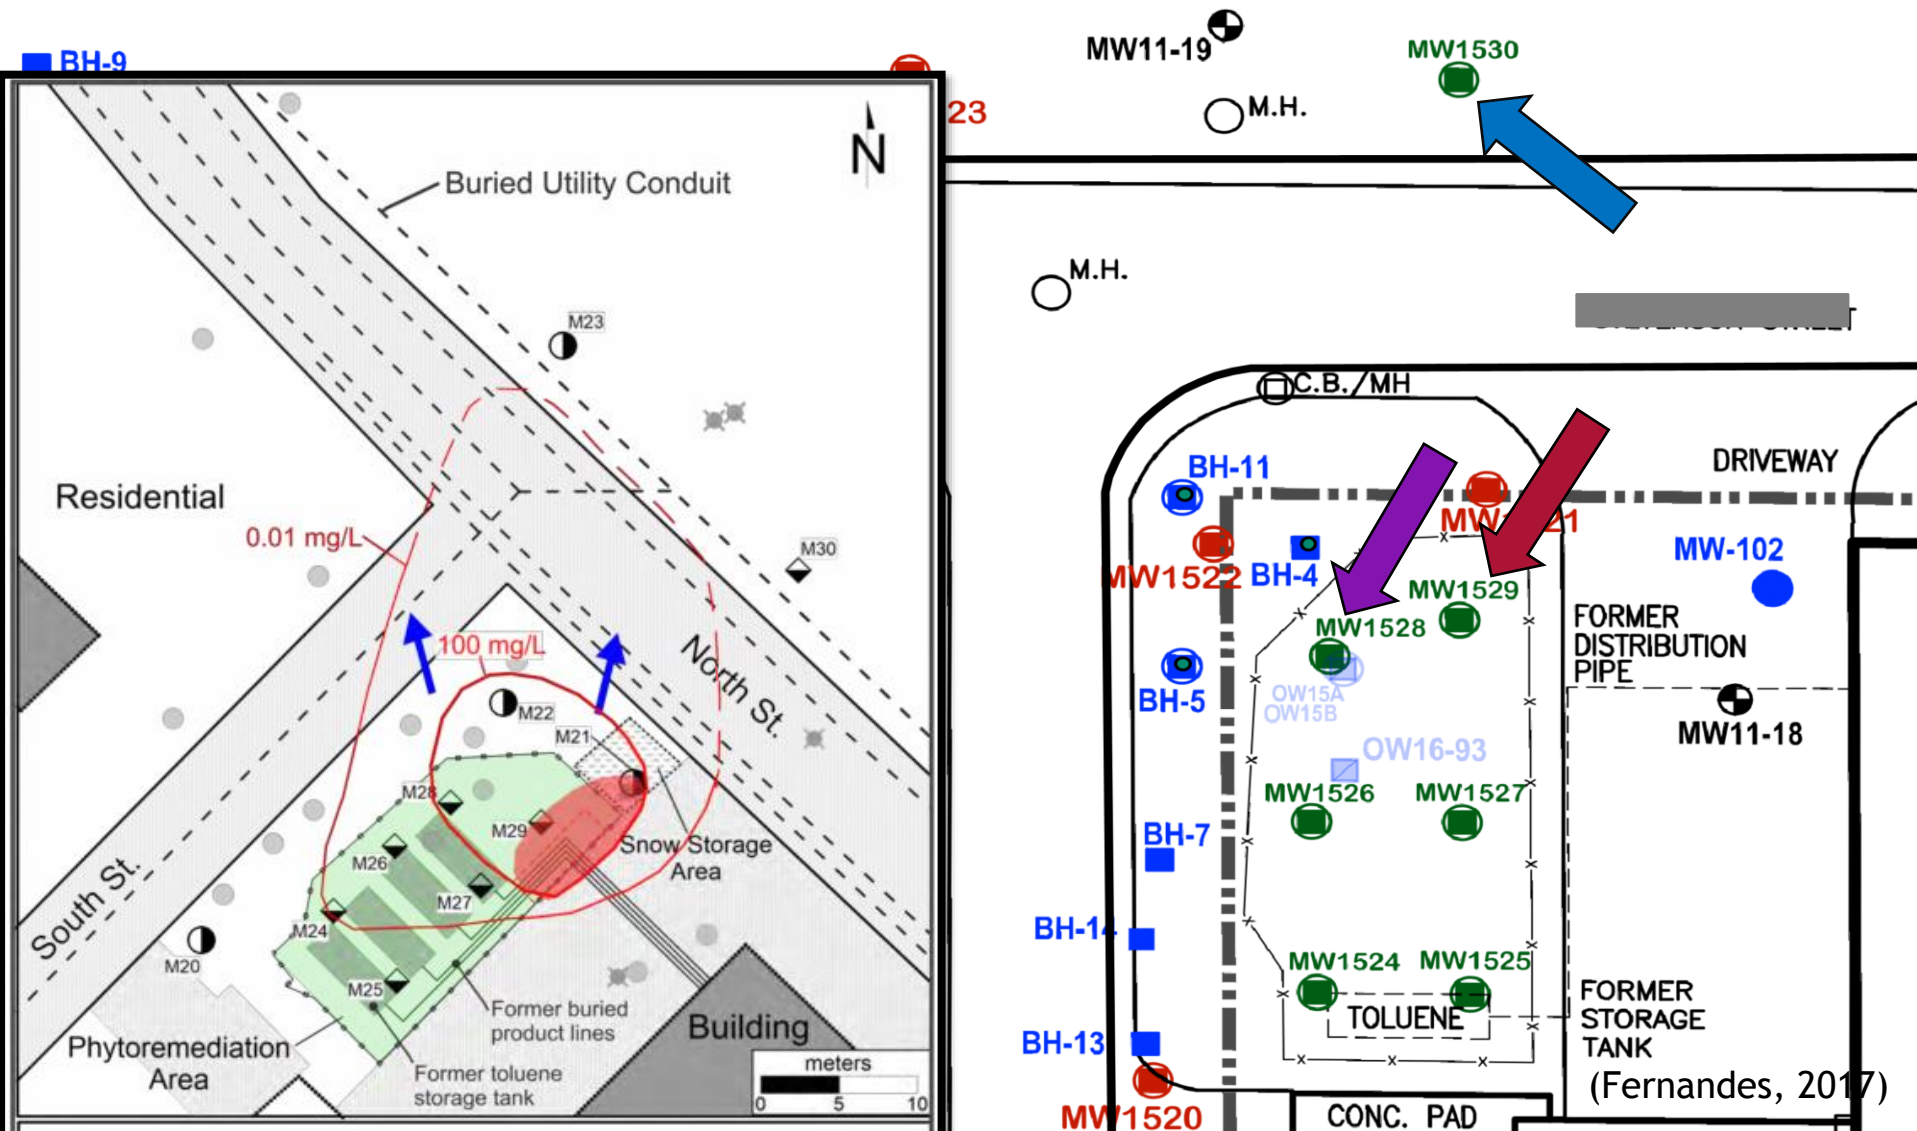 BH-9
N
Buried Utility Conduit
M23
Residential
0.01 mg/L
M30
100 mg/L
North St.
M22
M21
M28
M29
Snow Storage
Area
M26
M27
South St.
M24
M20
M25
Former buried
product lines
Phytoremediation
Area
Building
Former toluene
storage tank
meters
0 5 10
MW11-19
MW1530
M.H.
23
M.H.
C.B./MH
DRIVEWAY
BH-11
MW-102
MW1522
BH-4
MW1529
FORMER
DISTRIBUTION
PIPE
MW1528
BH-5
OW15A
OW15B
MW11-18
OW16-93
MW1526
MW1527
BH-7
BH-14
MW1524
MW1525
FORMER
STORAGE
TANK
TOLUENE
BH-13
(Fernandes, 2017)
MW1520
CONC. PAD